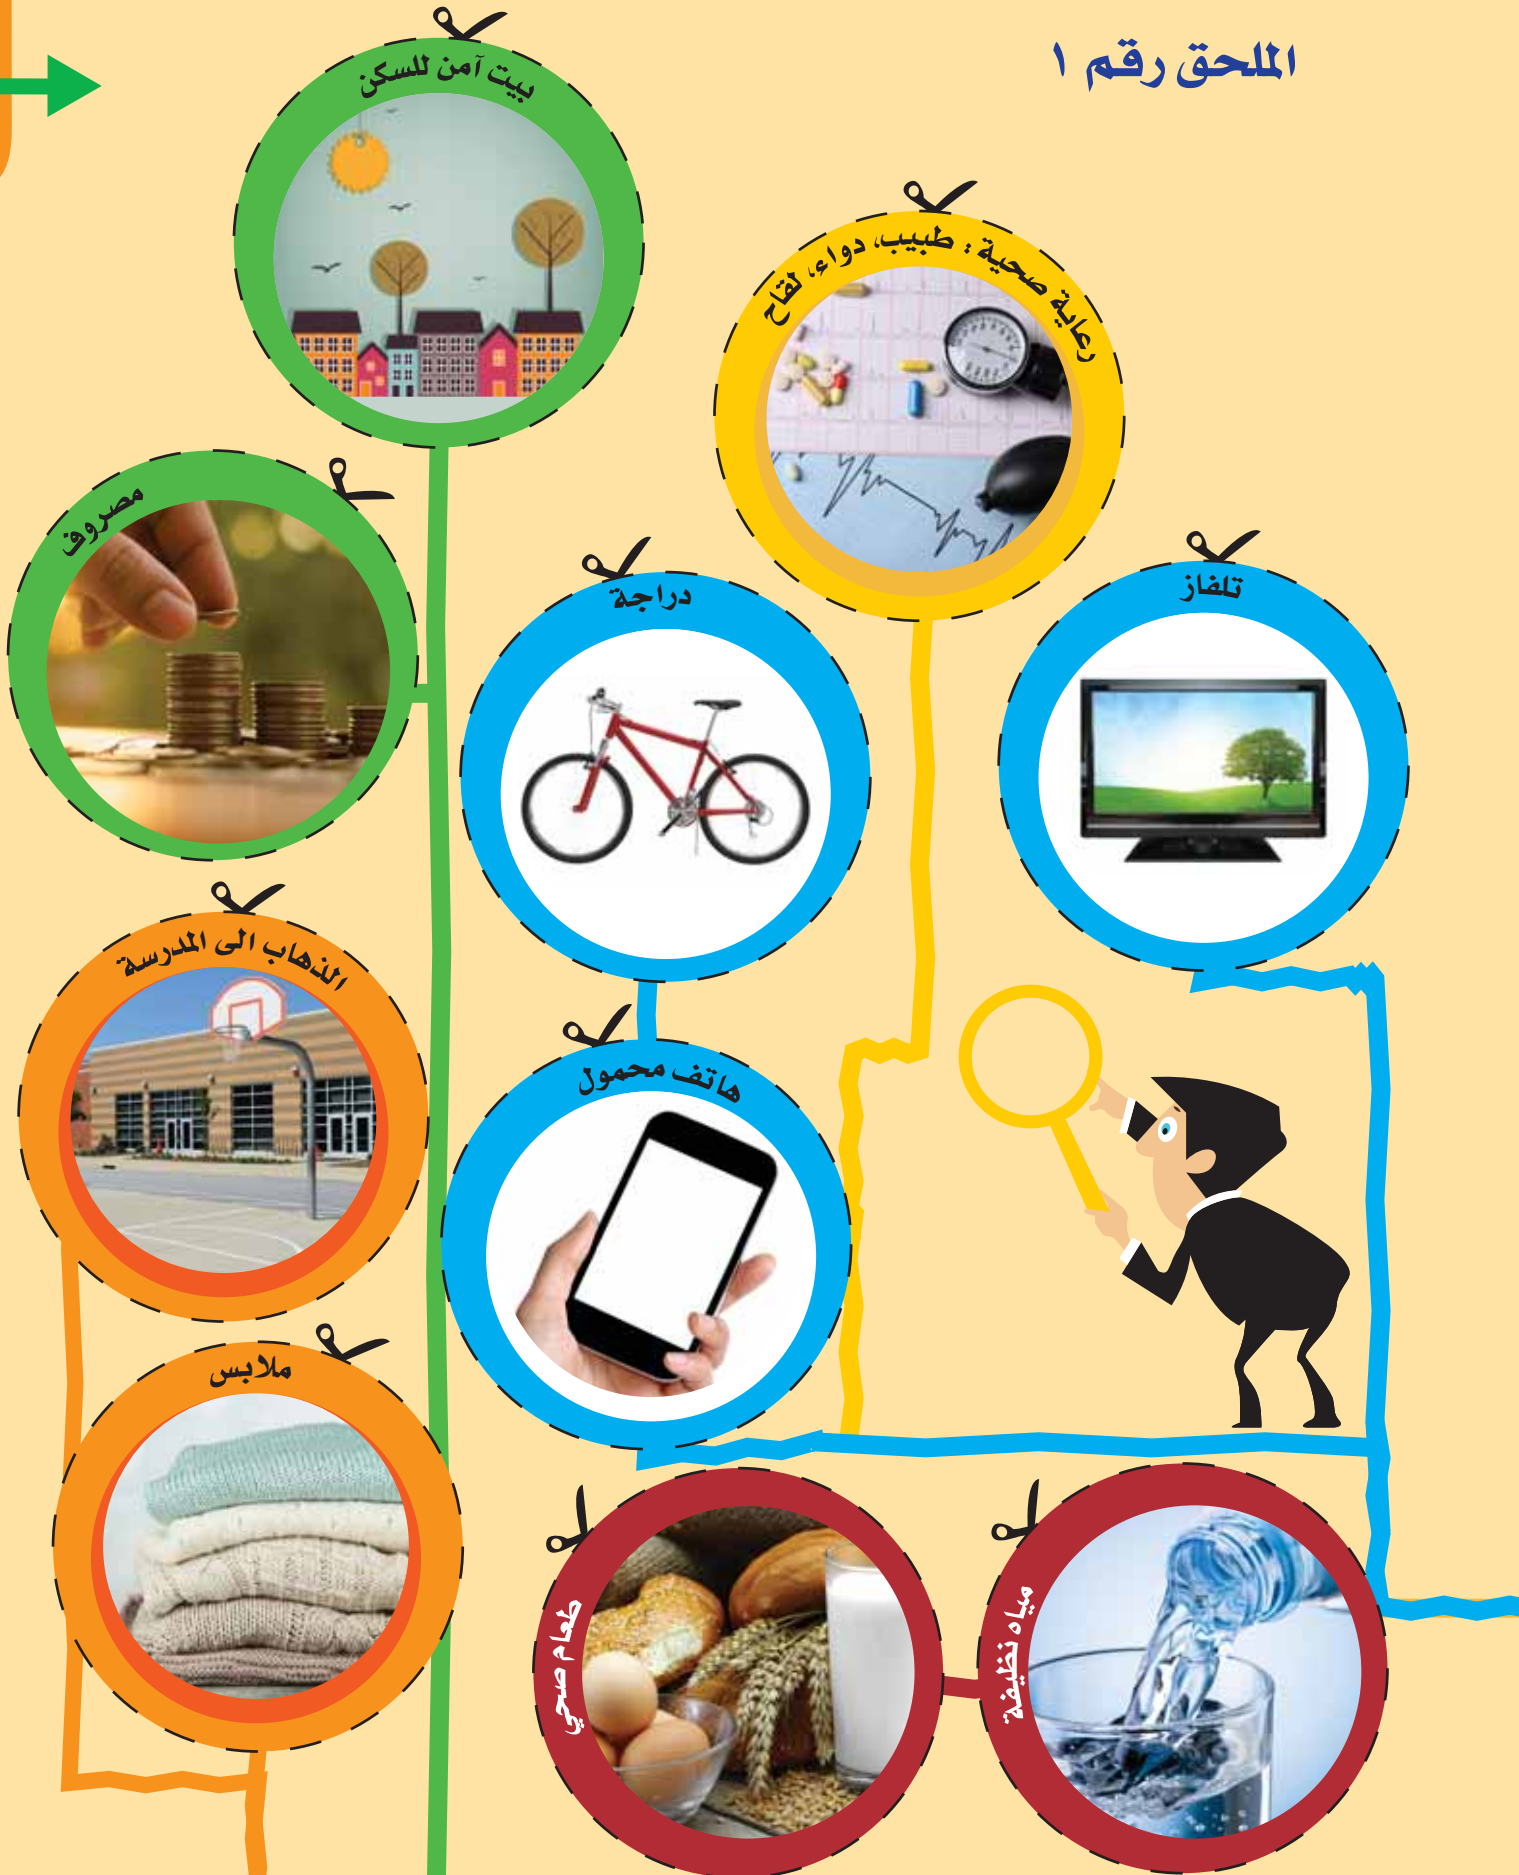 الملحق رقم ١
بيت آمن للسكن
رعاية صحية : طبيب، دواء، لقاح
مصروف
دراجة
تلفاز
الذهاب الى المدرسة
هاتف محمول
ملابس
مياه نظيفة
طعام صحي